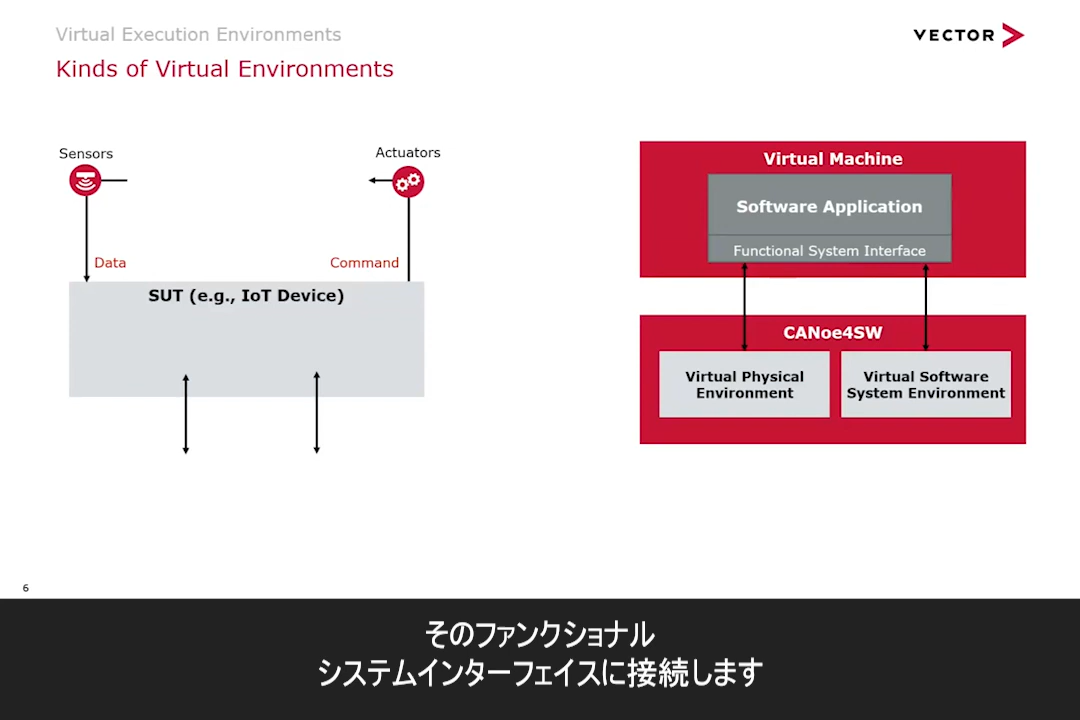 Virtual Execution Environments
Kinds of Virtual Environments
VECTOR
Sensors
Actuators
Data
Command
SUT (e.g., IoT Device)
Virtual Machine
Software Application
Functional System Interface
CANoe4SW
Virtual Physical
Environment
Virtual Software
System Environment
6
そのファンクショナル
システムインターフェイスに接続します